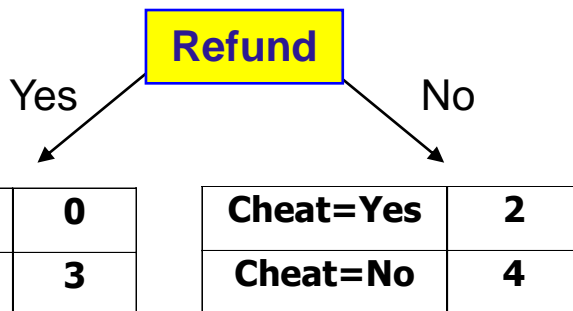 Refund
Yes No
0 Cheat=Yes 2
3 Cheat=No 4